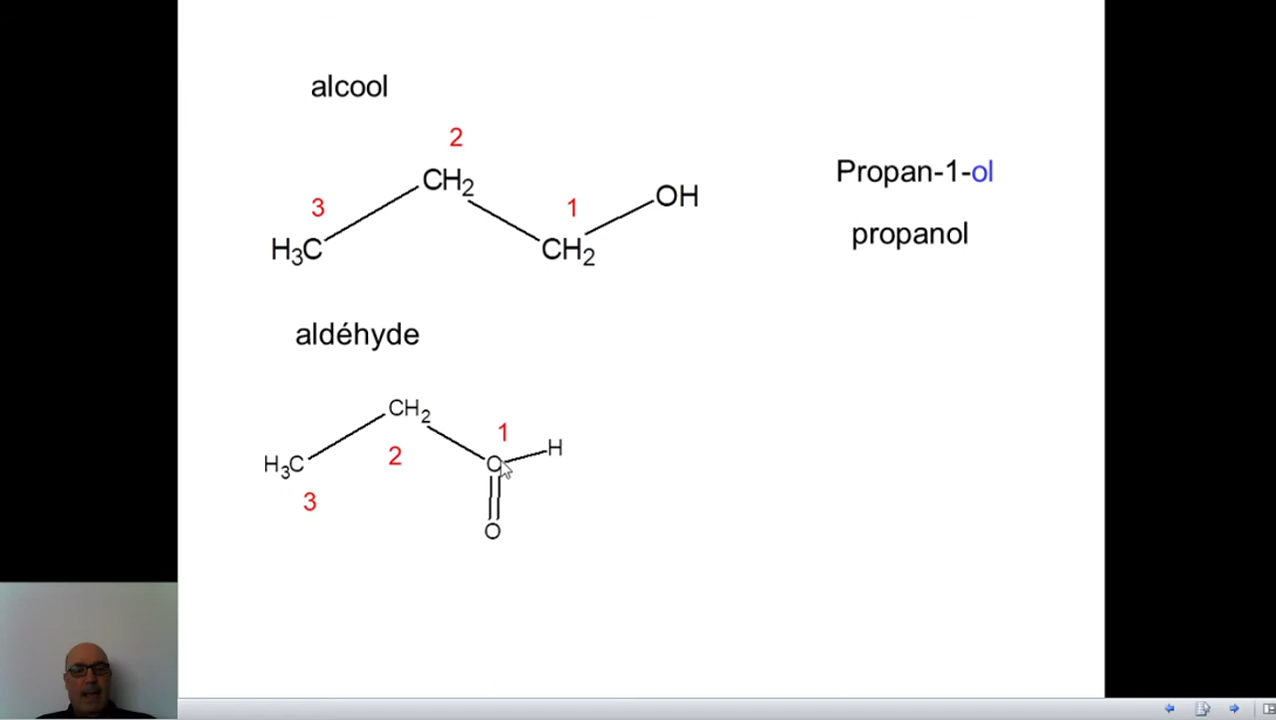 alcool
2
CH2
3
1
OH
H3C
CH2
Propan-1-ol
propanol
aldéhyde
CH2
1
H
H3C
2
C
3
O